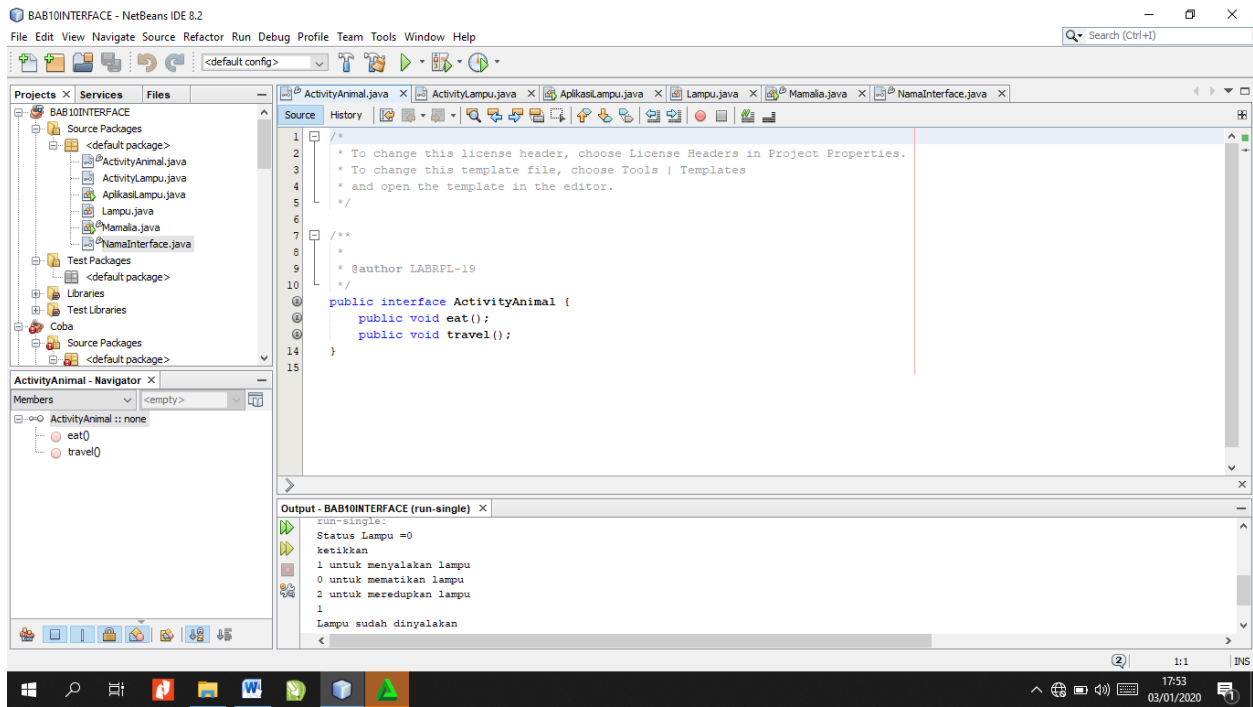 BAB10INTERFACE - NetBeans IDE 8.2
File Edit View Navigate Source Refactor Run Debug Profile Team Tools Window Help
Search (Ctrl+I)
<default config>
Projects Services Files
BAB10INTERFACE
Source Packages
<default package>
ActivityAnimal.java
ActivityLampu.java
AplikasiLampu.java
Lampu.java
Mamalia.java
NamaInterface.java
Test Packages
<default package>
Libraries
Test Libraries
Coba
Source Packages
<default package>
ActivityAnimal - Navigator
Members <empty>
ActivityAnimal :: none
eat()
travel()
ActivityAnimal.java ActivityLampu.java AplikasiLampu.java Lampu.java Mamalia.java NamaInterface.java
Source History
1 /*
2 * To change this license header, choose License Headers in Project Properties.
3 * To change this template file, choose Tools | Templates
4 * and open the template in the editor.
5 */
6
7 /**
8 *
9 * @author LABRPL-19
10 */
public interface ActivityAnimal {
public void eat();
public void travel();
14 }
15
Output - BAB10INTERFACE (run-single)
run-single:
Status Lampu =0
ketikkan
1 untuk menyalakan lampu
0 untuk mematikan lampu
2 untuk meredupkan lampu
1
Lampu sudah dinyalakan
2 1:1 INS
17:53
03/01/2020